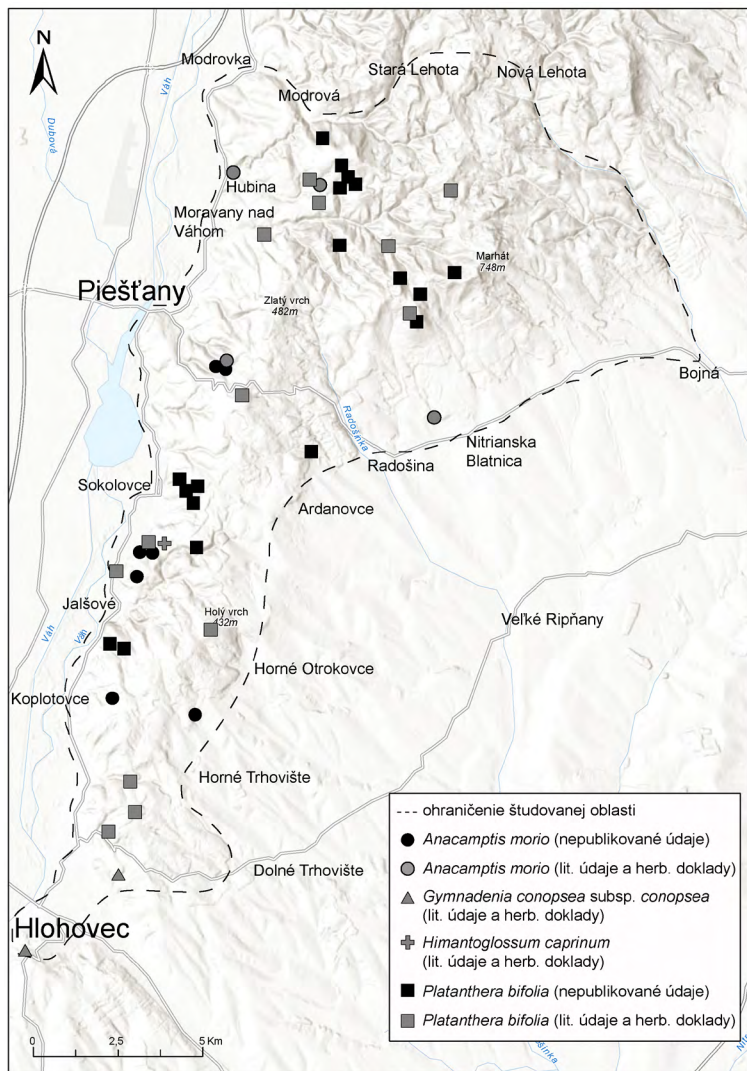 N
Modrovka
Stará Lehota
Nová Lehota
Modrová
Váh
Dubová
Hubina
Moravany nad
Váhom
Marhát
748m
Piešťany
Zlatý vrch
482m
Bojná
Radošinka
Nitrianska
Blatnica
Radošina
Sokolovce
Ardanovce
Jalšové
Holý vrch
432m
Veľké Ripňany
Váh
Váh
Horné Otrokovce
Koplotovce
Horné Trhovište
Dolné Trhovište
Hlohovec
ohraničenie študovanej oblasti
Anacamptis morio (nepublikované údaje)
Anacamptis morio (lit. údaje a herb. doklady)
Gymnadenia conopsea subsp. conopsea
(lit. údaje a herb. doklady)
Himantoglossum caprinum
(lit. údaje a herb. doklady)
Platanthera bifolia (nepublikované údaje)
Platanthera bifolia (lit. údaje a herb. doklady)
0 2,5 5 Km